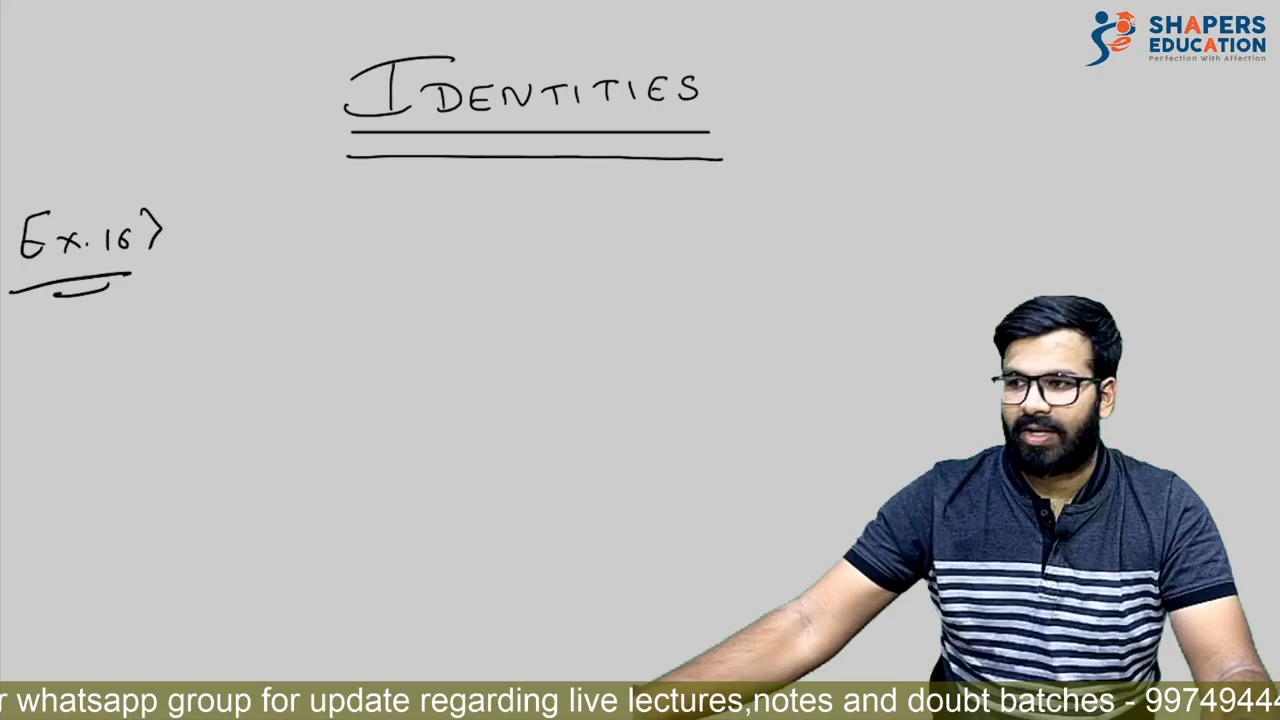 SHAPERS
EDUCATION
Perfection With Affection
IDENTITIES
Ex. 16>
r whatsapp group for update regarding live lectures,notes and doubt batches - 997494444